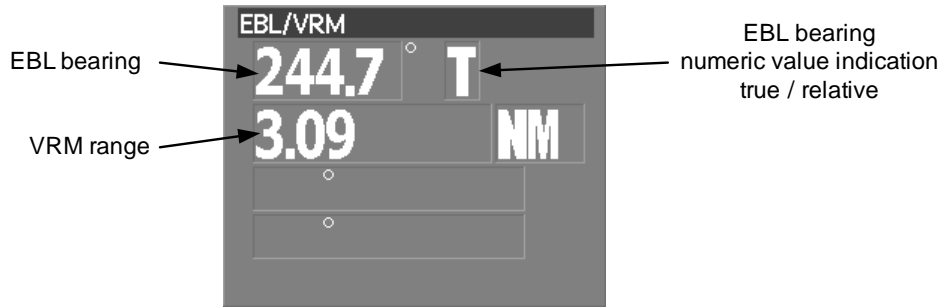 EBL/VRM
EBL bearing
244.7 ° T
EBL bearing
numeric value indication
true / relative
VRM range
3.09 NM
°
°